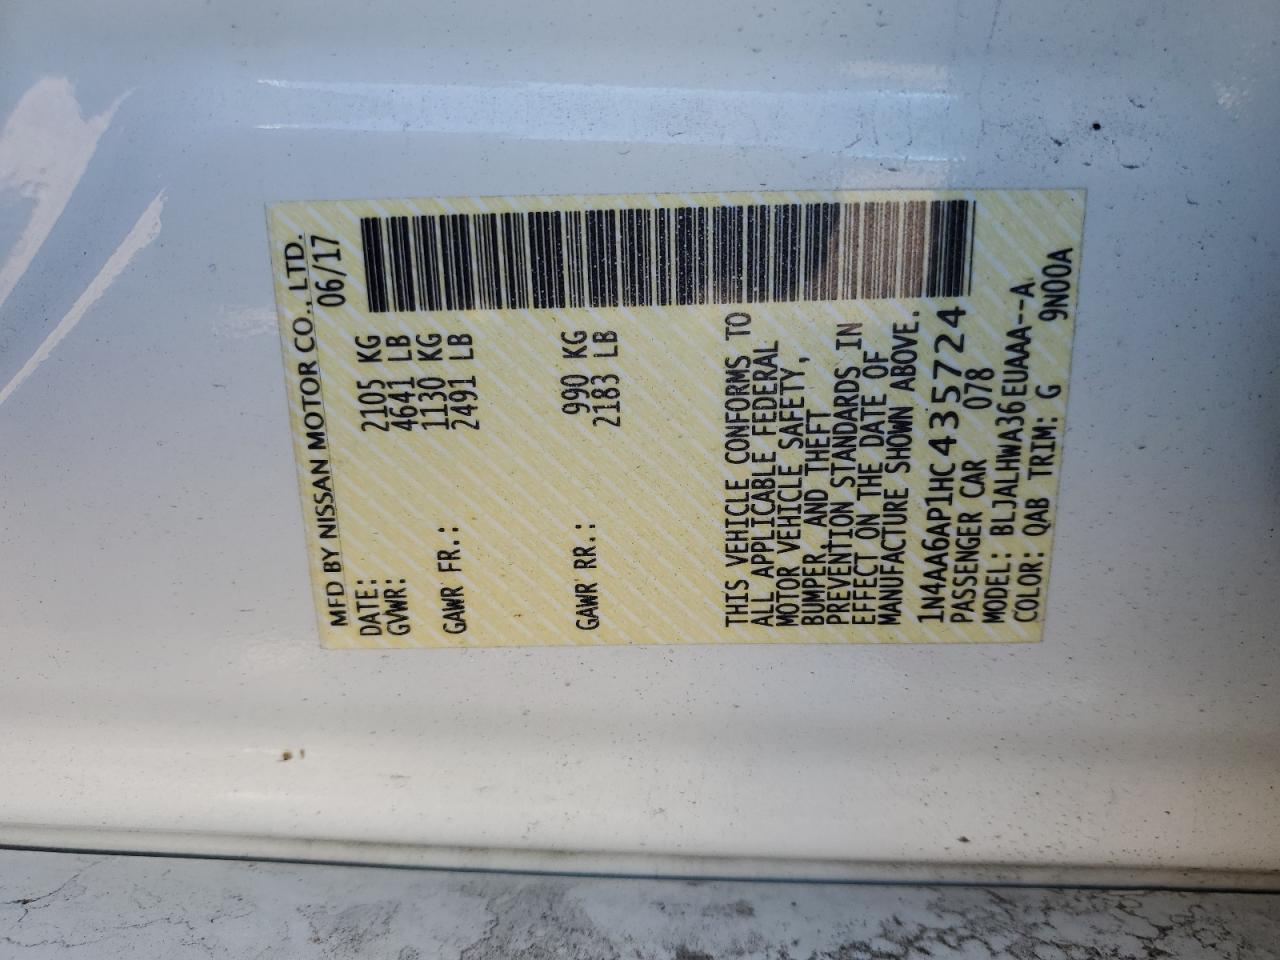 MFD BY NISSAN MOTOR CO., LTD.
DATE: 06/17
GVWR: 2105 KG
4641 LB
GAWR FR.: 1130 KG
2491 LB
GAWR RR.: 990 KG
2183 LB
THIS VEHICLE CONFORMS TO
ALL APPLICABLE FEDERAL
MOTOR VEHICLE SAFETY,
BUMPER, AND THEFT
PREVENTION STANDARDS IN
EFFECT ON THE DATE OF
MANUFACTURE SHOWN ABOVE.
1N4AA6AP1HC435724
PASSENGER CAR 078
MODEL: BLJALHWA36EUAAA--A
COLOR: QAB TRIM: G 9N00A